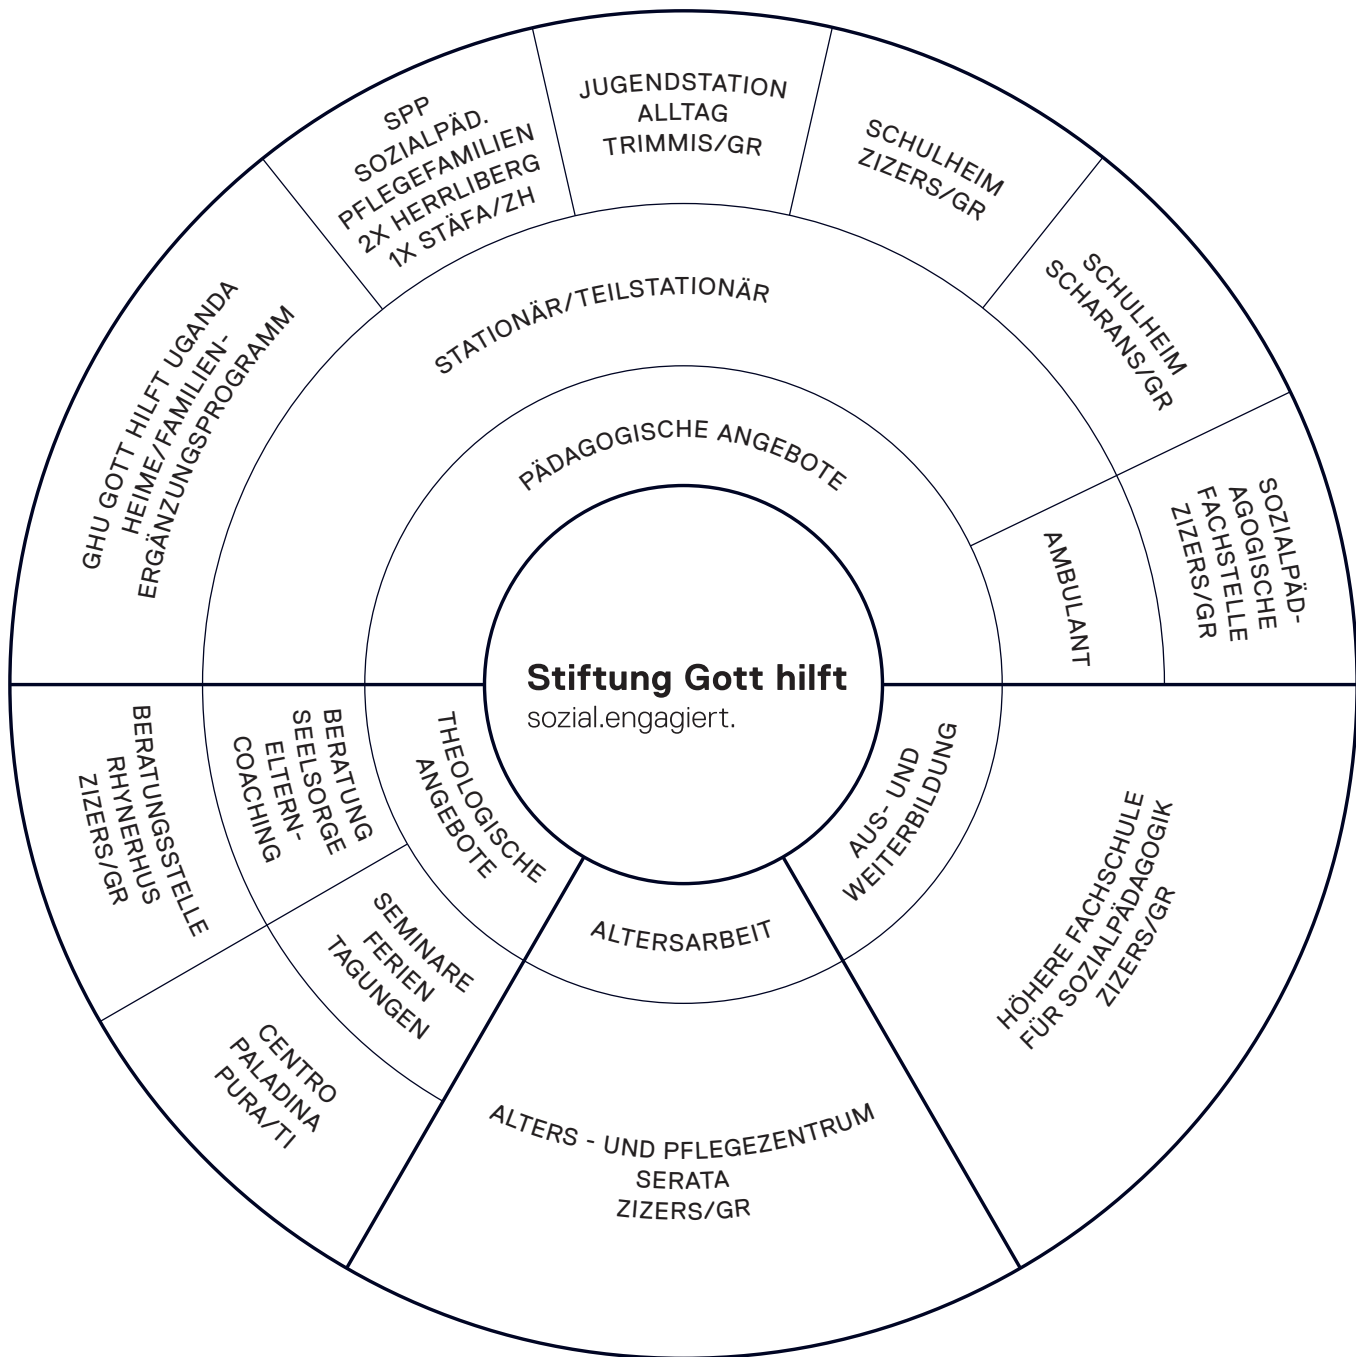 SPP
SOZIALPÄD.
PFLEGEFAMILIEN
2X HERRLIBERG
1X STÄFA/ZH
JUGENDSTATION
ALLTAG
TRIMMIS/GR
SCHULHEIM
ZIZERS/GR
SCHULHEIM
SCHARANS/GR
SOZIALPÄD-
AGOGISCHE
FACHSTELLE
ZIZERS/GR
GHU GOTT HILFT UGANDA
HEIME/FAMILIEN-
ERGÄNZUNGSPROGRAMM
STATIONÄR/TEILSTATIONÄR
AMBULANT
PÄDAGOGISCHE ANGEBOTE
Stiftung Gott hilft
sozial.engagiert.
THEOLOGISCHE
ANGEBOTE
BERATUNG
SEELSORGE
ELTERN-
COACHING
BERATUNGSSTELLE
RHYNERHUS
ZIZERS/GR
SEMINARE
FERIEN
TAGUNGEN
CENTRO
PALADINA
PURA/TI
ALTERSARBEIT
ALTERS - UND PFLEGEZENTRUM
SERATA
ZIZERS/GR
AUS- UND
WEITERBILDUNG
HÖHERE FACHSCHULE
FÜR SOZIALPÄDAGOGIK
ZIZERS/GR